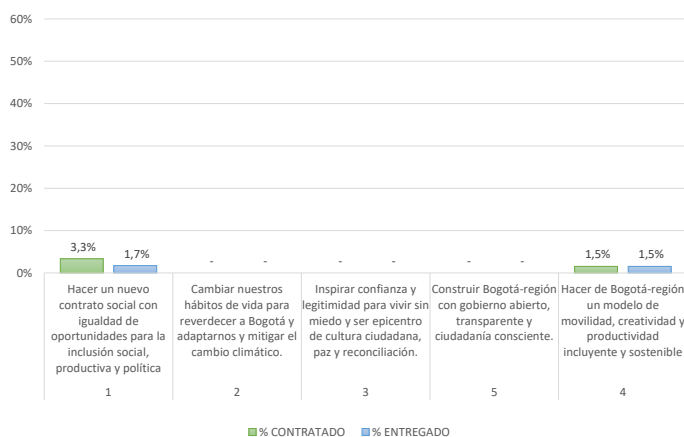 60%
50%
40%
30%
20%
10%
0%
3,3%
1,7%
-
-
-
-
-
-
1,5%
1,5%
Hacer un nuevo
contrato social con
igualdad de
oportunidades para la
inclusión social,
productiva y política
Cambiar nuestros
hábitos de vida para
reverdecer a Bogotá y
adaptarnos y mitigar el
cambio climático.
Inspirar confianza y
legitimidad para vivir sin
miedo y ser epicentro
de cultura ciudadana,
paz y reconciliación.
Construir Bogotá-región
con gobierno abierto,
transparente y
ciudadanía consciente.
Hacer de Bogotá-región
un modelo de
movilidad, creatividad y
productividad
incluyente y sostenible
1
2
3
5
4
% CONTRATADO
% ENTREGADO